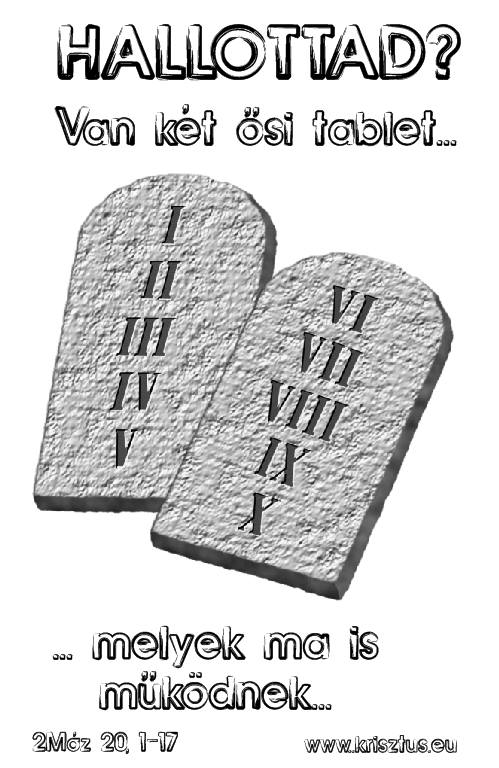 HALLOTTAD?
Van két ősi tablet...
I
II
III
IV
V
VI
VII
VIII
IX
X
... melyek ma is
működnek...
2Móz 20, 1-17
www.krisztus.eu